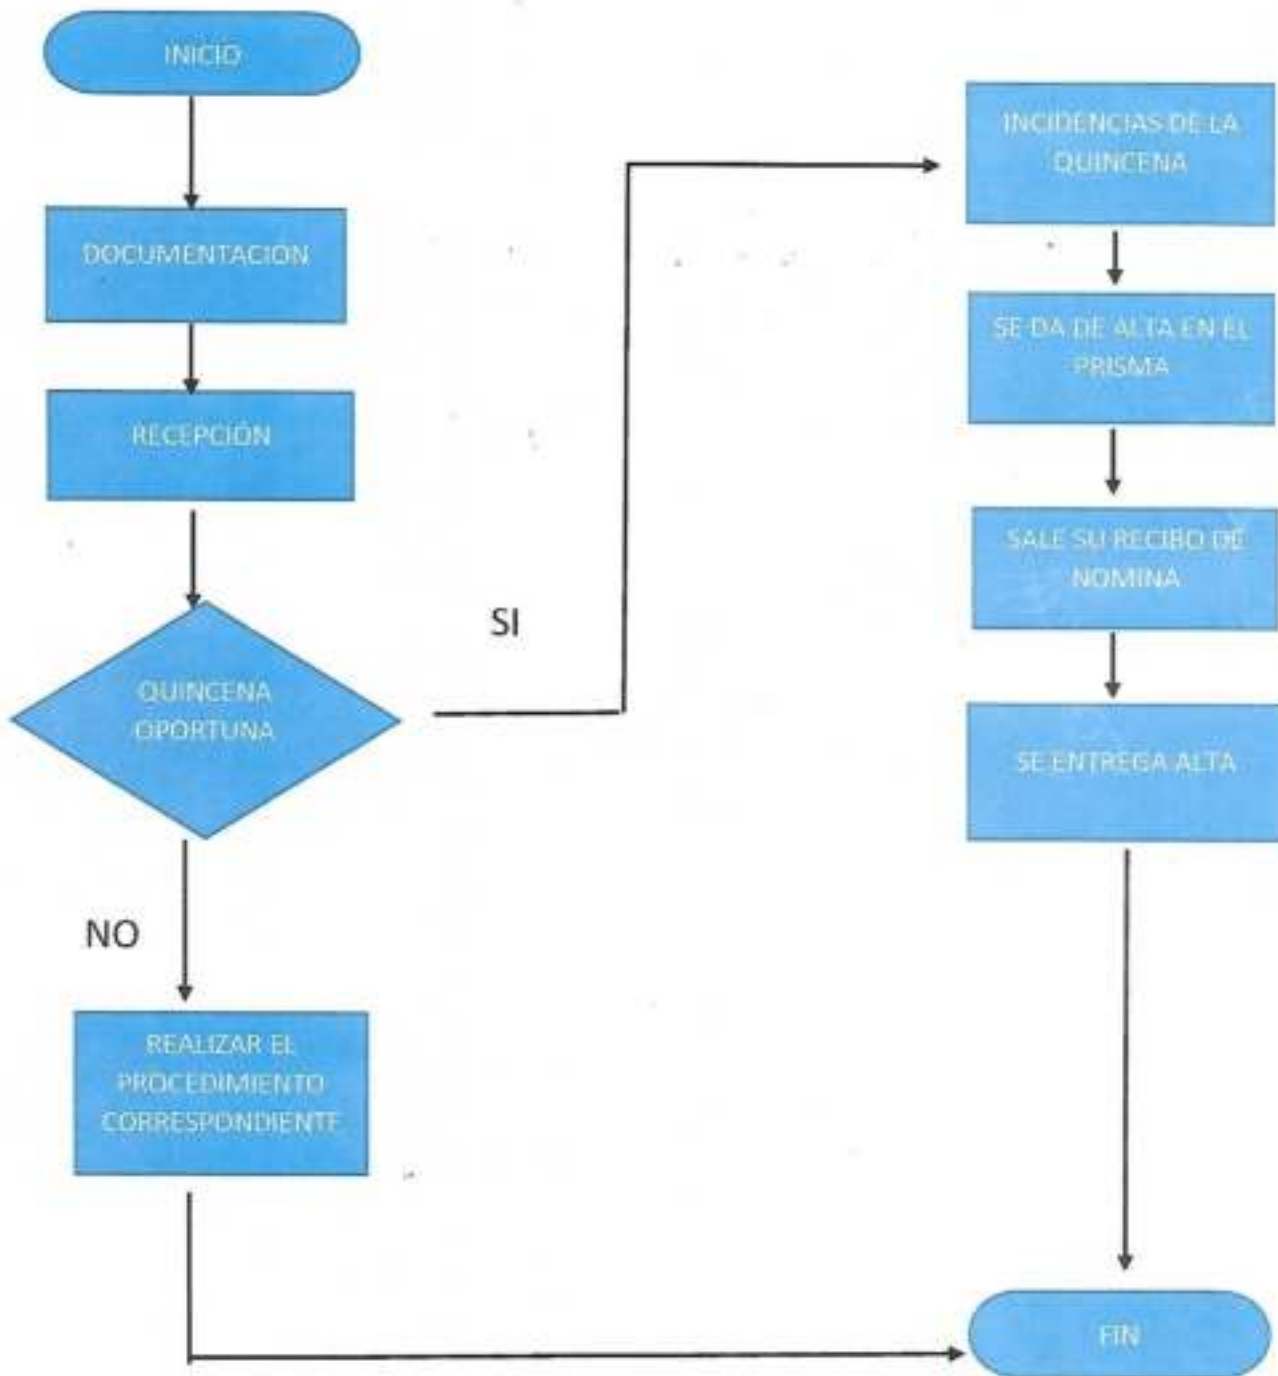 INICIO
DOCUMENTACIÓN
RECEPCIÓN
QUINCENA
OPORTUNA
SI
NO
REALIZAR EL
PROCEDIMIENTO
CORRESPONDIENTE
INCIDENCIAS DE LA
QUINCENA
SE DA DE ALTA EN EL
PRISMA
SALE SU RECIBO DE
NOMINA
SE ENTREGA ALTA
FIN